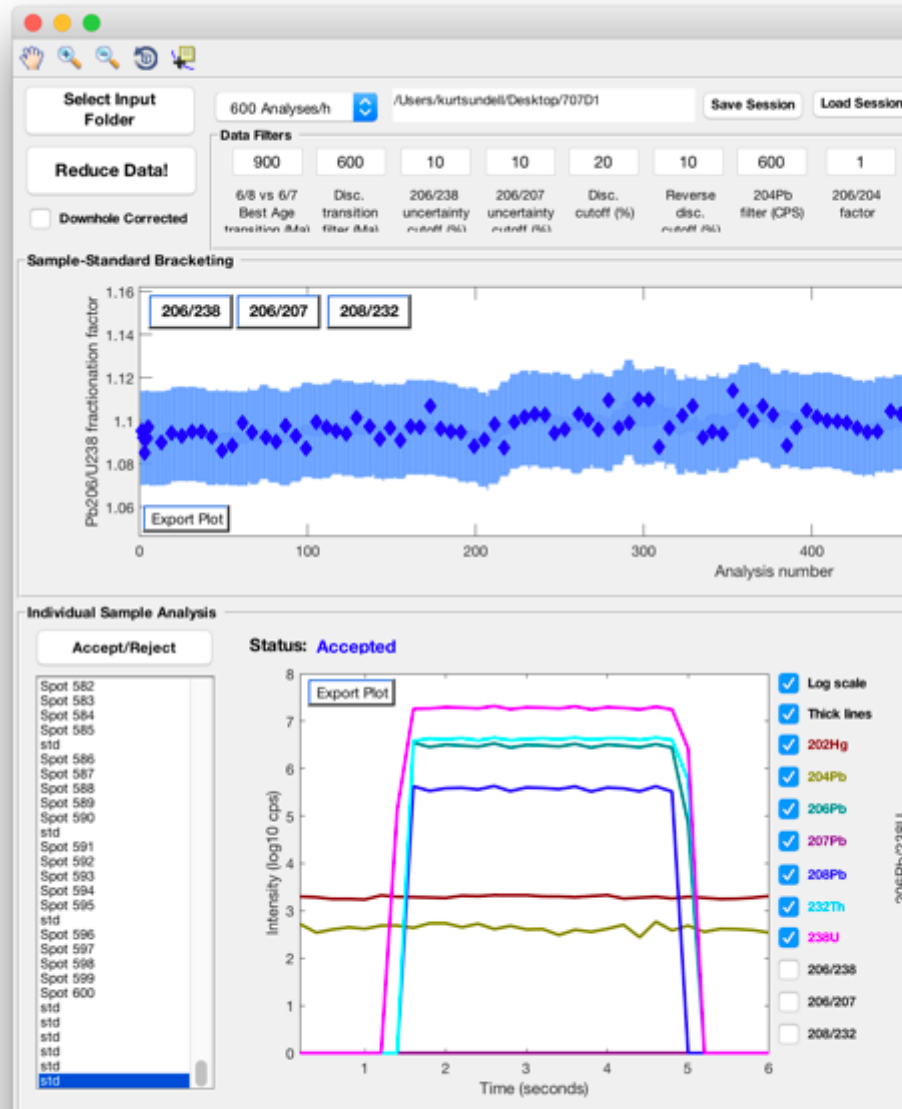 Select Input
Folder
600 Analyses/h
/Users/kurtsundell/Desktop/707D1
Save Session
Load Session
Reduce Data!
Downhole Corrected
Data Filters
900
600
10
10
20
10
600
1
6/8 vs 6/7
Best Age
transition (Ma)
Disc.
transition
filter (Ma)
206/238
uncertainty
cutoff (%)
206/207
uncertainty
cutoff (%)
Disc.
cutoff (%)
Reverse
disc.
cutoff (%)
204Pb
filter (CPS)
206/204
factor
Sample-Standard Bracketing
206/238
206/207
208/232
Pb206/U238 fractionation factor
1.16
1.14
1.12
1.1
1.08
1.06
Export Plot
0
100
200
300
400
Analysis number
Individual Sample Analysis
Accept/Reject
Status: Accepted
Spot 582
Spot 583
Spot 584
Spot 585
std
Spot 586
Spot 587
Spot 588
Spot 589
Spot 590
std
Spot 591
Spot 592
Spot 593
Spot 594
Spot 595
std
Spot 596
Spot 597
Spot 598
Spot 599
Spot 600
std
std
std
std
std
std
Export Plot
Intensity (log10 cps)
8
7
6
5
4
3
2
1
0
1
2
3
4
5
6
Time (seconds)
Log scale
Thick lines
202Hg
204Pb
206Pb
207Pb
208Pb
232Th
238U
206/238
206/207
208/232